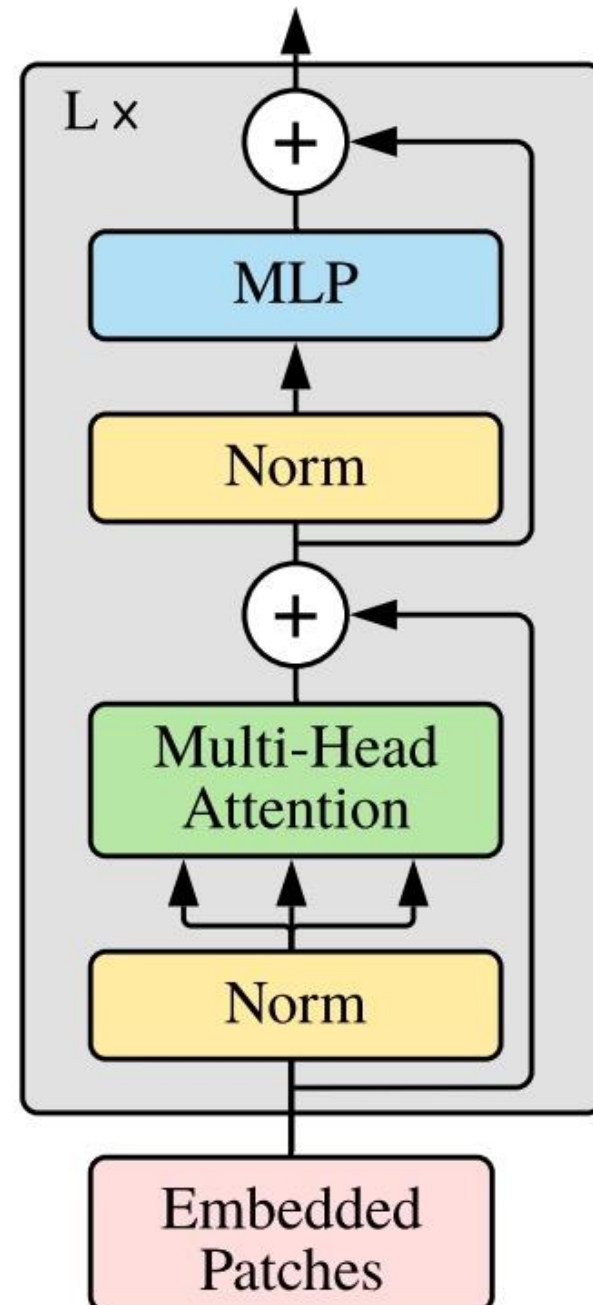 L ×
+
MLP
Norm
+
Multi-Head
Attention
Norm
Embedded
Patches